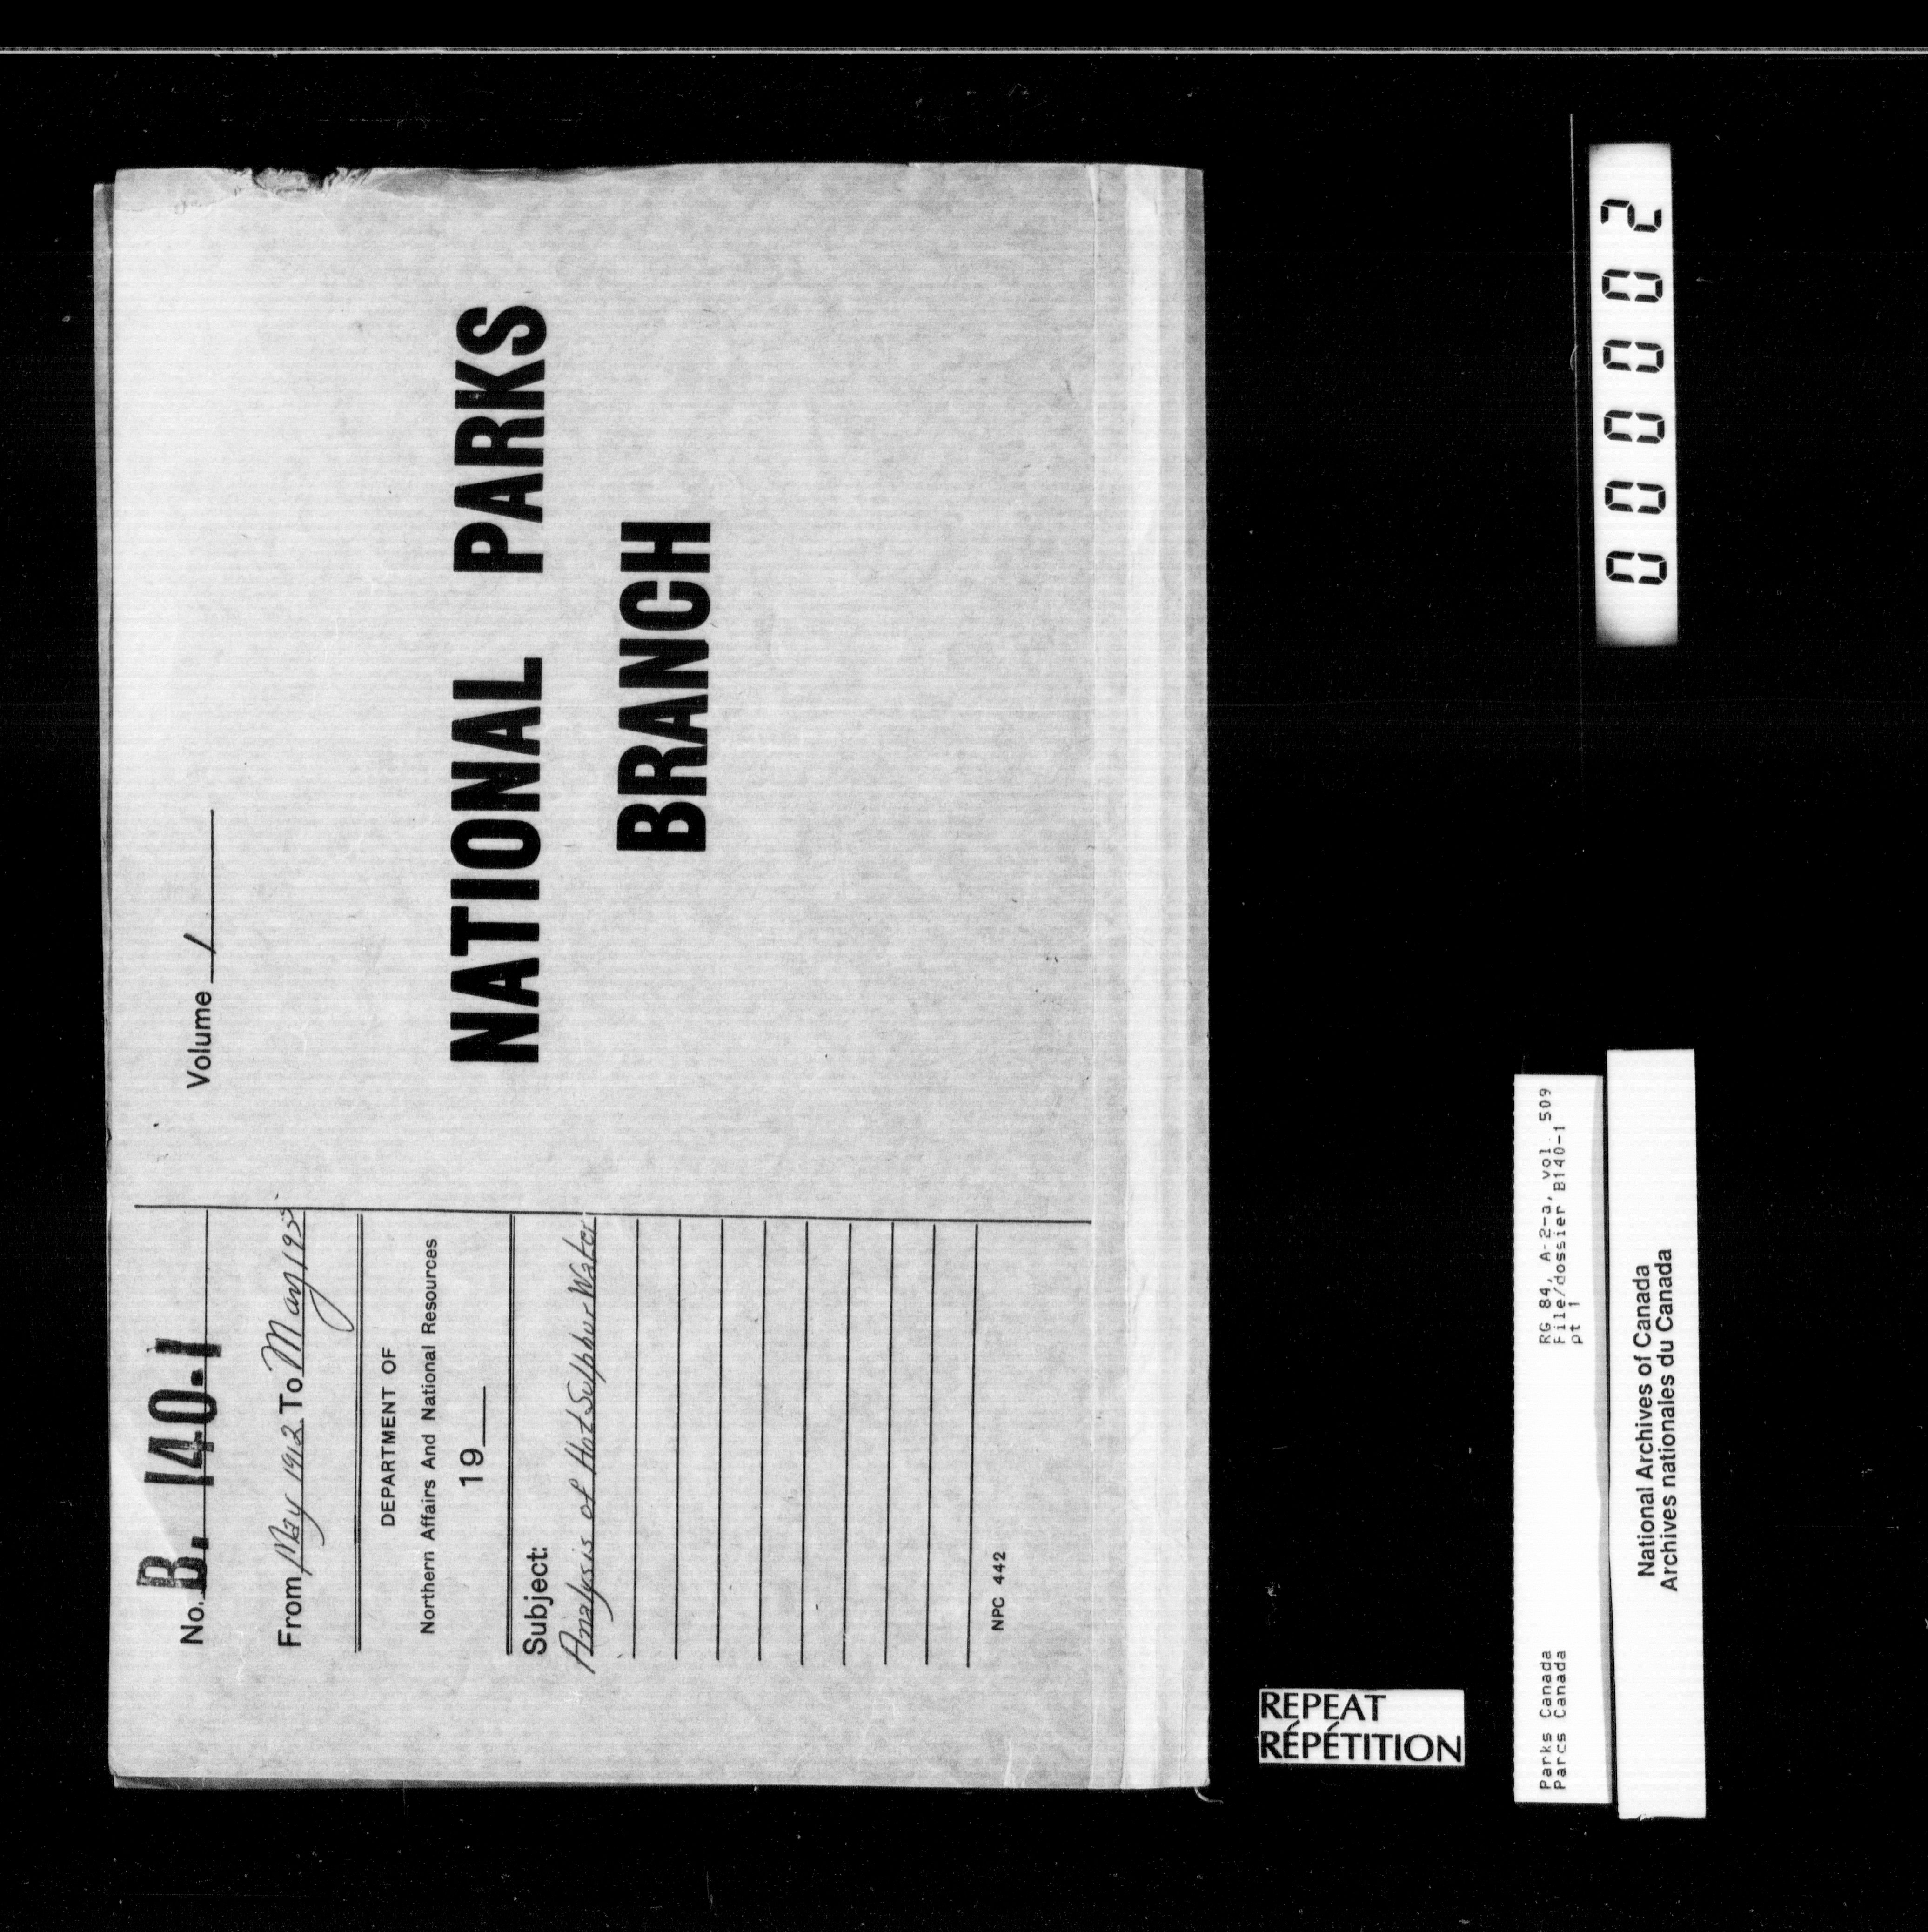 No. B. 140.1
From May 1912 To May 195
DEPARTMENT OF
Northern Affairs And National Resources
19
Subject:
Analysis of Hot Sulphur Water
NPC 442
Volume 1
NATIONAL PARKS
BRANCH
REPEAT
RÉPÉTITION
Parks Canada
Parcs Canada
RG 84, A-2-a, vol. 509
File/dossier B140-1
pt 1
National Archives of Canada
Archives nationales du Canada
000002